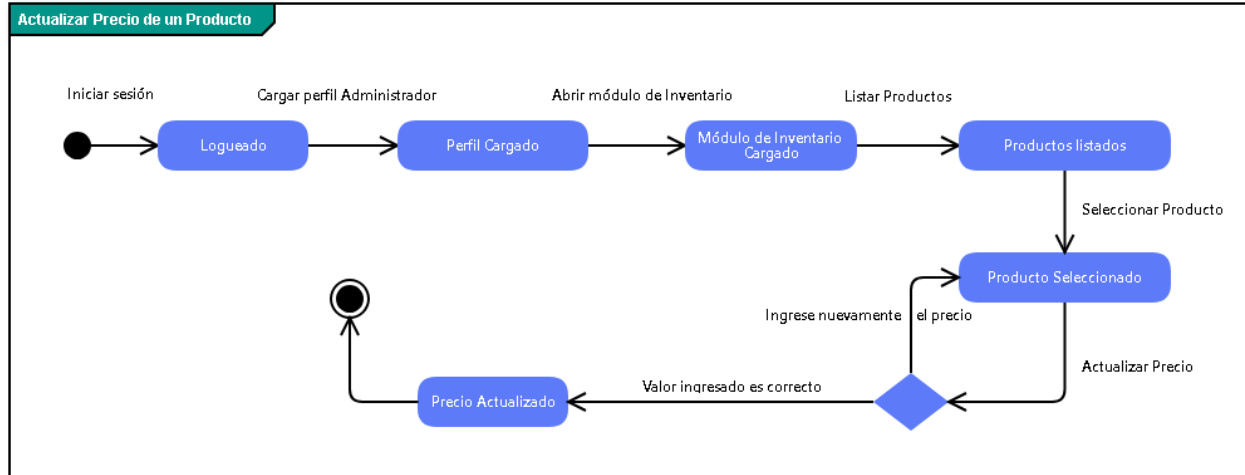 Actualizar Precio de un Producto
Iniciar sesión
Cargar perfil Administrador
Abrir módulo de Inventario
Listar Productos
Logueado
Perfil Cargado
Módulo de Inventario
Cargado
Productos listados
Seleccionar Producto
Producto Seleccionado
Ingrese nuevamente el precio
Actualizar Precio
Valor ingresado es correcto
Precio Actualizado